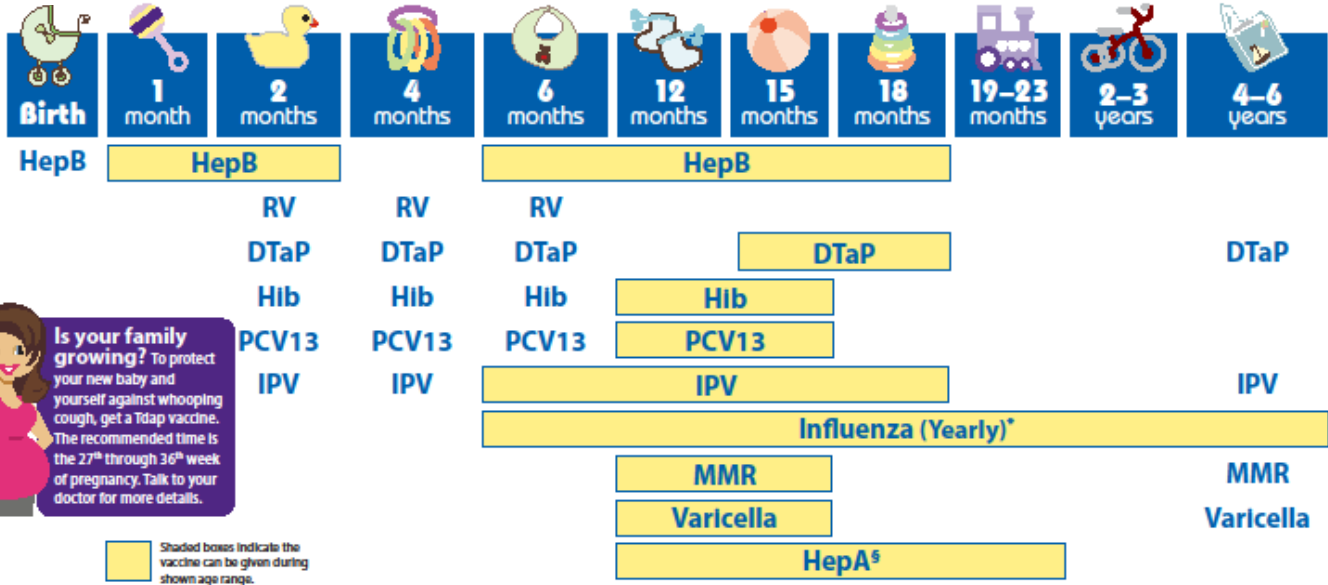 Birth
1 month
2 months
4 months
6 months
12 months
15 months
18 months
19–23 months
2–3 years
4–6 years
HepB HepB HepB
RV RV RV
DTaP DTaP DTaP DTaP DTaP
Hib Hib Hib Hib
PCV13 PCV13 PCV13 PCV13
IPV IPV IPV IPV
Influenza (Yearly)*
MMR MMR
Varicella Varicella
HepA§
Is your family
growing? To protect
your new baby and
yourself against whooping
cough, get a Tdap vaccine.
The recommended time is
the 27th through 36th week
of pregnancy. Talk to your
doctor for more details.
Shaded boxes indicate the
vaccine can be given during
shown age range.